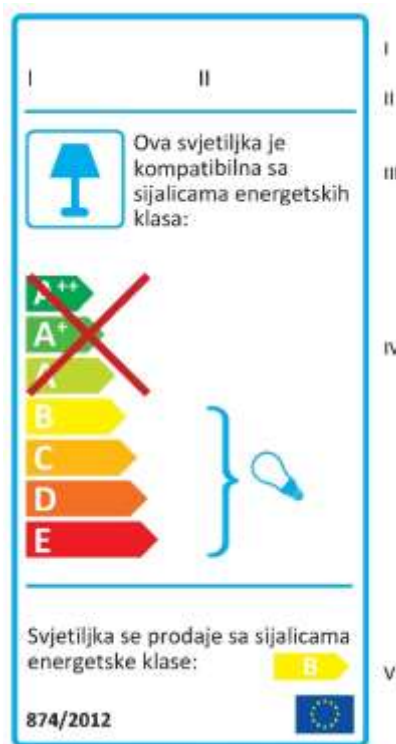 I II
Ova svjetiljka je
kompatibilna sa
sijalicama energetskih
klasa:
A++
A+
A
B
C
D
E
Svjetiljka se prodaje sa sijalicama
energetske klase: B
874/2012
I
II
III
IV
V